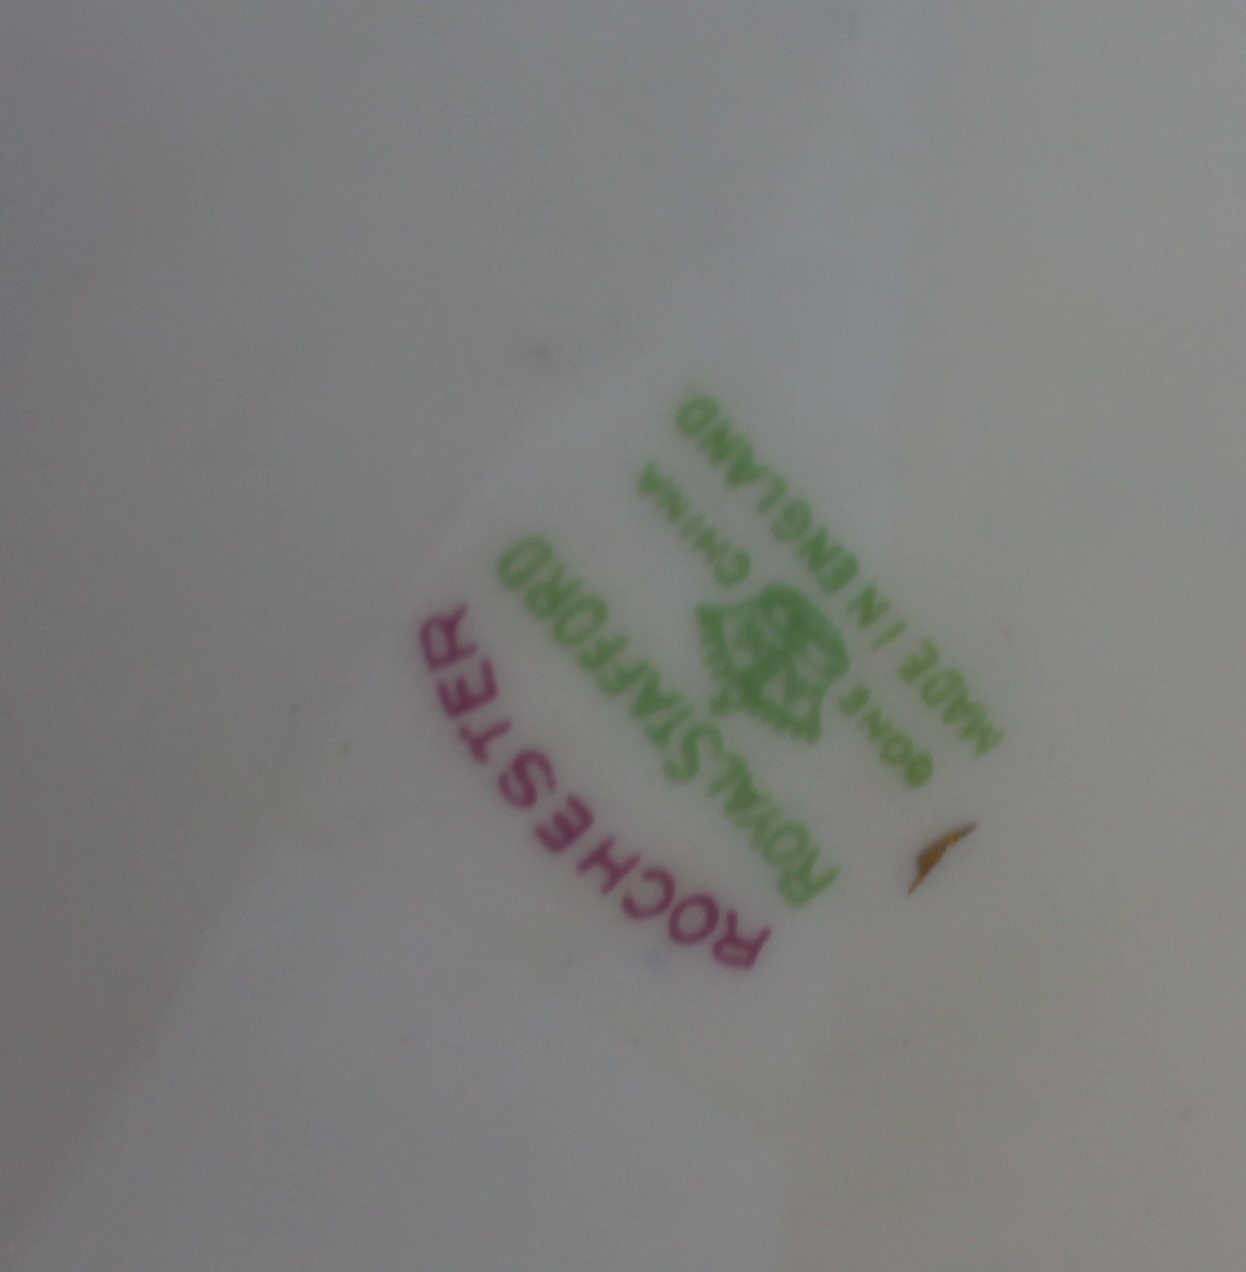 ROCHESTER
ROYAL STAFFORD
BONE CHINA
MADE IN ENGLAND